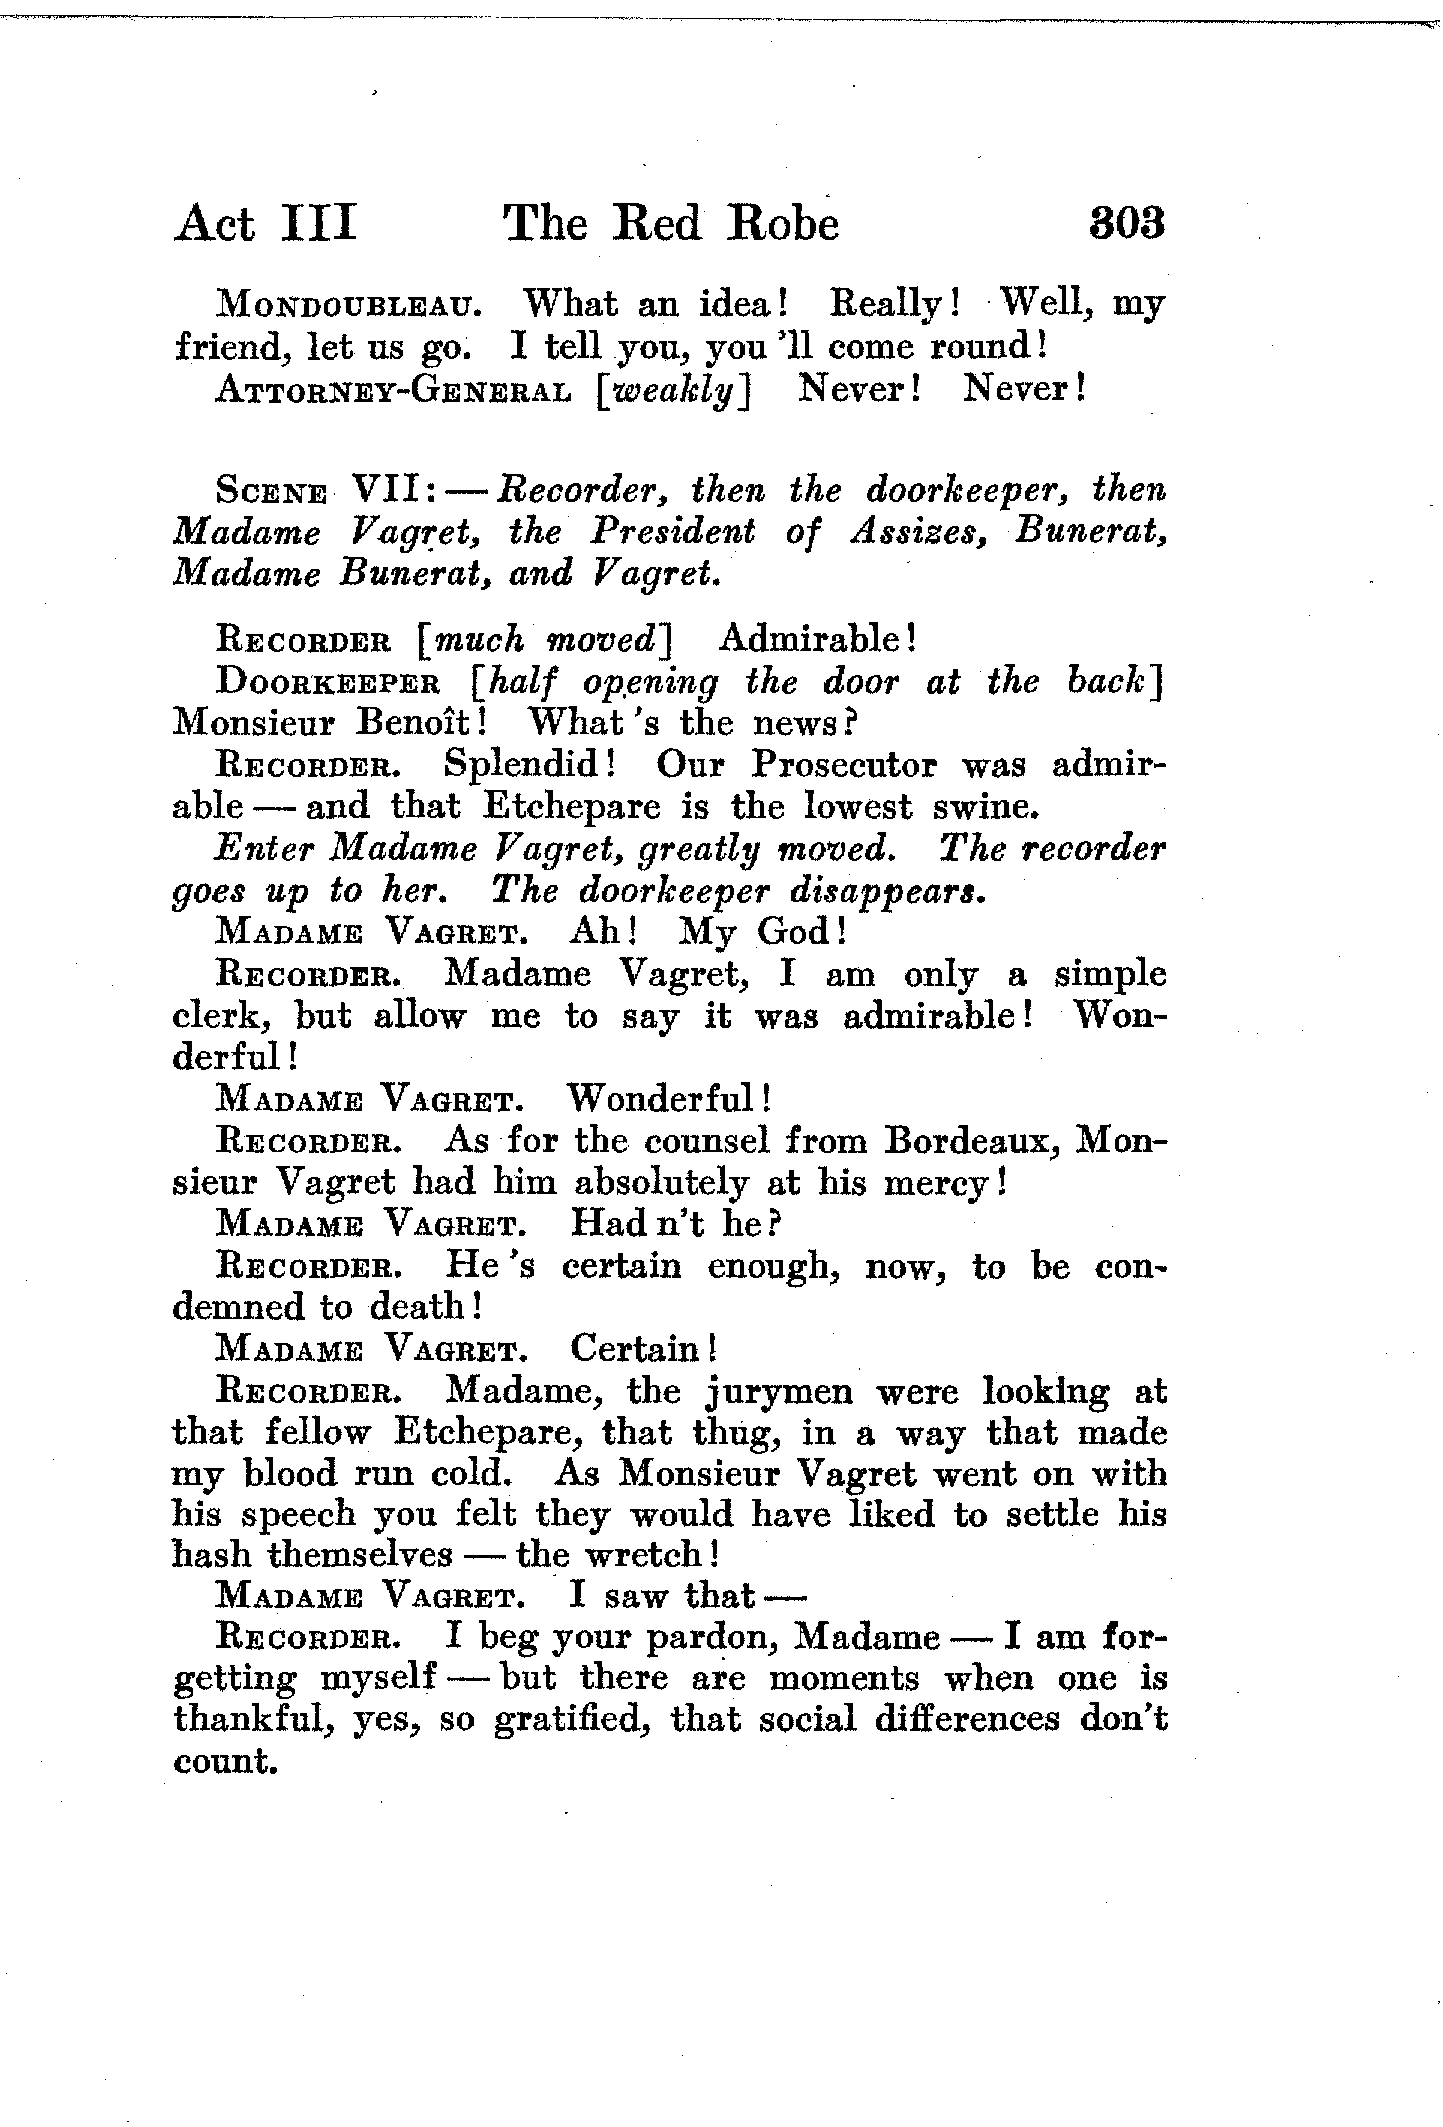 Act III The Red Robe 303
MONDOUBLEAU. What an idea! Really! Well, my
friend, let us go. I tell you, you 'll come round!
ATTORNEY-GENERAL [weakly] Never! Never!
SCENE VII:—Recorder, then the doorkeeper, then
Madame Vagret, the President of Assizes, Bunerat,
Madame Bunerat, and Vagret.
RECORDER [much moved] Admirable!
DOORKEEPER [half opening the door at the back]
Monsieur Benoît! What 's the news?
RECORDER. Splendid! Our Prosecutor was admir-
able — and that Etchepare is the lowest swine.
Enter Madame Vagret, greatly moved. The recorder
goes up to her. The doorkeeper disappears.
MADAME VAGRET. Ah! My God!
RECORDER. Madame Vagret, I am only a simple
clerk, but allow me to say it was admirable! Won-
derful!
MADAME VAGRET. Wonderful!
RECORDER. As for the counsel from Bordeaux, Mon-
sieur Vagret had him absolutely at his mercy!
MADAME VAGRET. Had n't he?
RECORDER. He 's certain enough, now, to be con-
demned to death!
MADAME VAGRET. Certain!
RECORDER. Madame, the jurymen were looking at
that fellow Etchepare, that thug, in a way that made
my blood run cold. As Monsieur Vagret went on with
his speech you felt they would have liked to settle his
hash themselves — the wretch!
MADAME VAGRET. I saw that —
RECORDER. I beg your pardon, Madame — I am for-
getting myself — but there are moments when one is
thankful, yes, so gratified, that social differences don't
count.